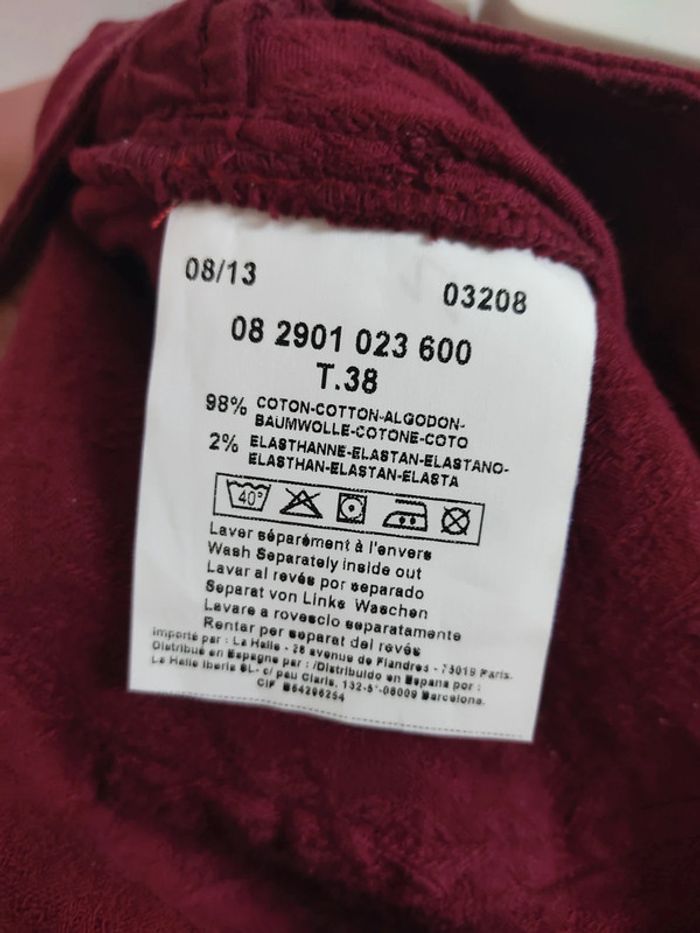 08/13 03208
08 2901 023 600
T.38
98% COTON-COTTON-ALGODON-
BAUMWOLLE-COTONE-COTO
2% ELASTHANNE-ELASTAN-ELASTANO-
ELASTHAN-ELASTAN-ELASTA
40°
Laver séparément à l'envers
Wash Separately inside out
Lavar al revés por separado
Separat von Links Waschen
Lavare a rovescio separatamente
Rentar per separat del revés
Importé par : La Halle - 28 avenue de Flandres - 75019 Paris.
Distribué en Espagne par : /Distribuido en Espana por :
La Halle Iberia SL- c/ pau Claris, 132-5°-08009 Barcelona.
CIF B64296254